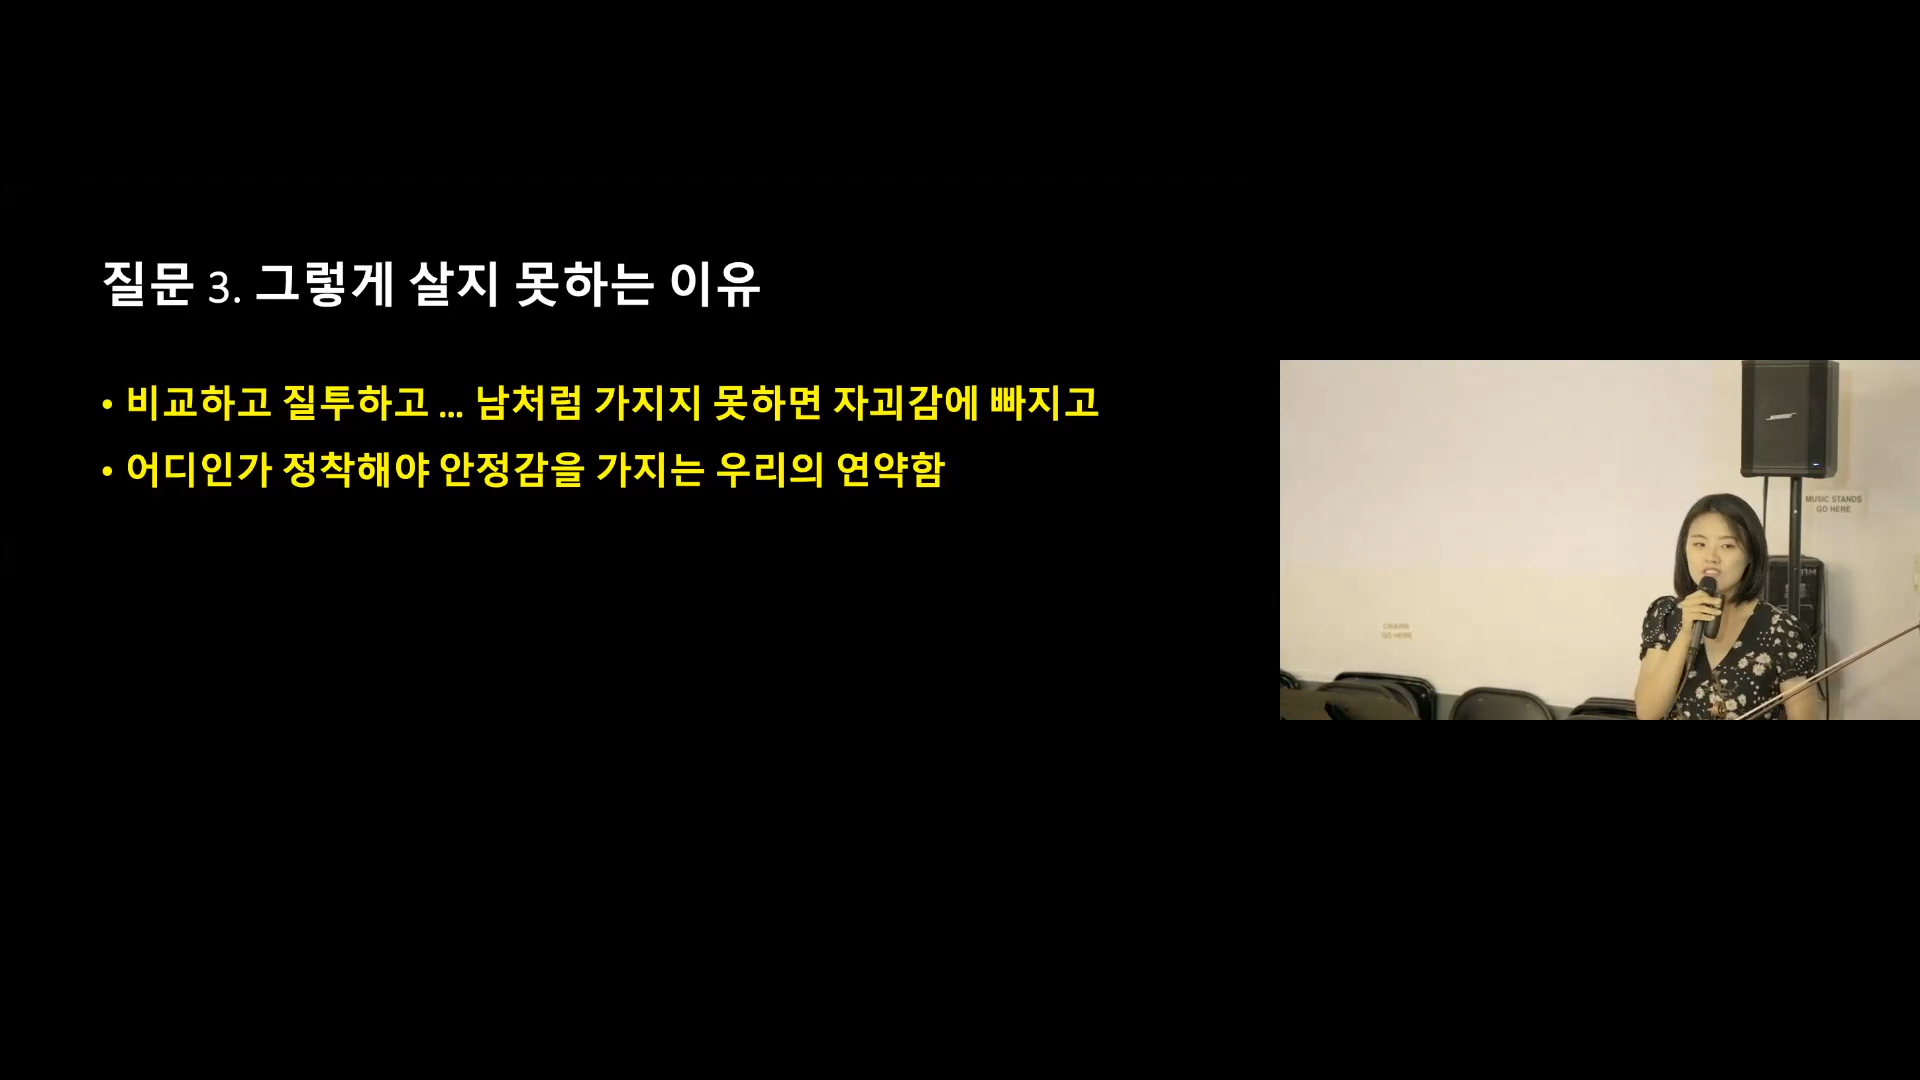 질문 3. 그렇게 살지 못하는 이유
• 비교하고 질투하고 ... 남처럼 가지지 못하면 자괴감에 빠지고
• 어디인가 정착해야 안정감을 가지는 우리의 연약함
MUSIC STANDS
GO HERE
CHAIRS
GO HERE